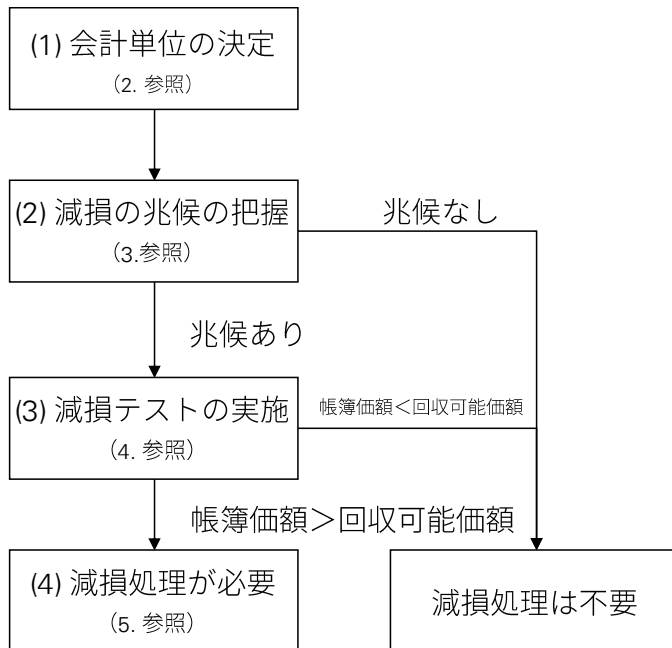 (1) 会計単位の決定
（2. 参照）
(2) 減損の兆候の把握
（3.参照）
兆候なし
兆候あり
(3) 減損テストの実施
（4. 参照）
帳簿価額＜回収可能価額
帳簿価額＞回収可能価額
(4) 減損処理が必要
（5. 参照）
減損処理は不要